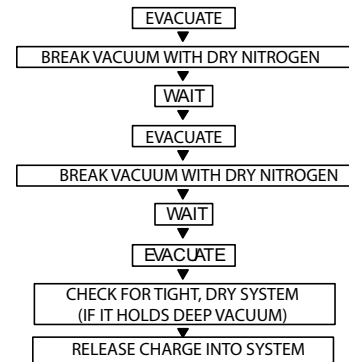 EVACUATE
BREAK VACUUM WITH DRY NITROGEN
WAIT
EVACUATE
BREAK VACUUM WITH DRY NITROGEN
WAIT
EVACUATE
CHECK FOR TIGHT, DRY SYSTEM
(IF IT HOLDS DEEP VACUUM)
RELEASE CHARGE INTO SYSTEM